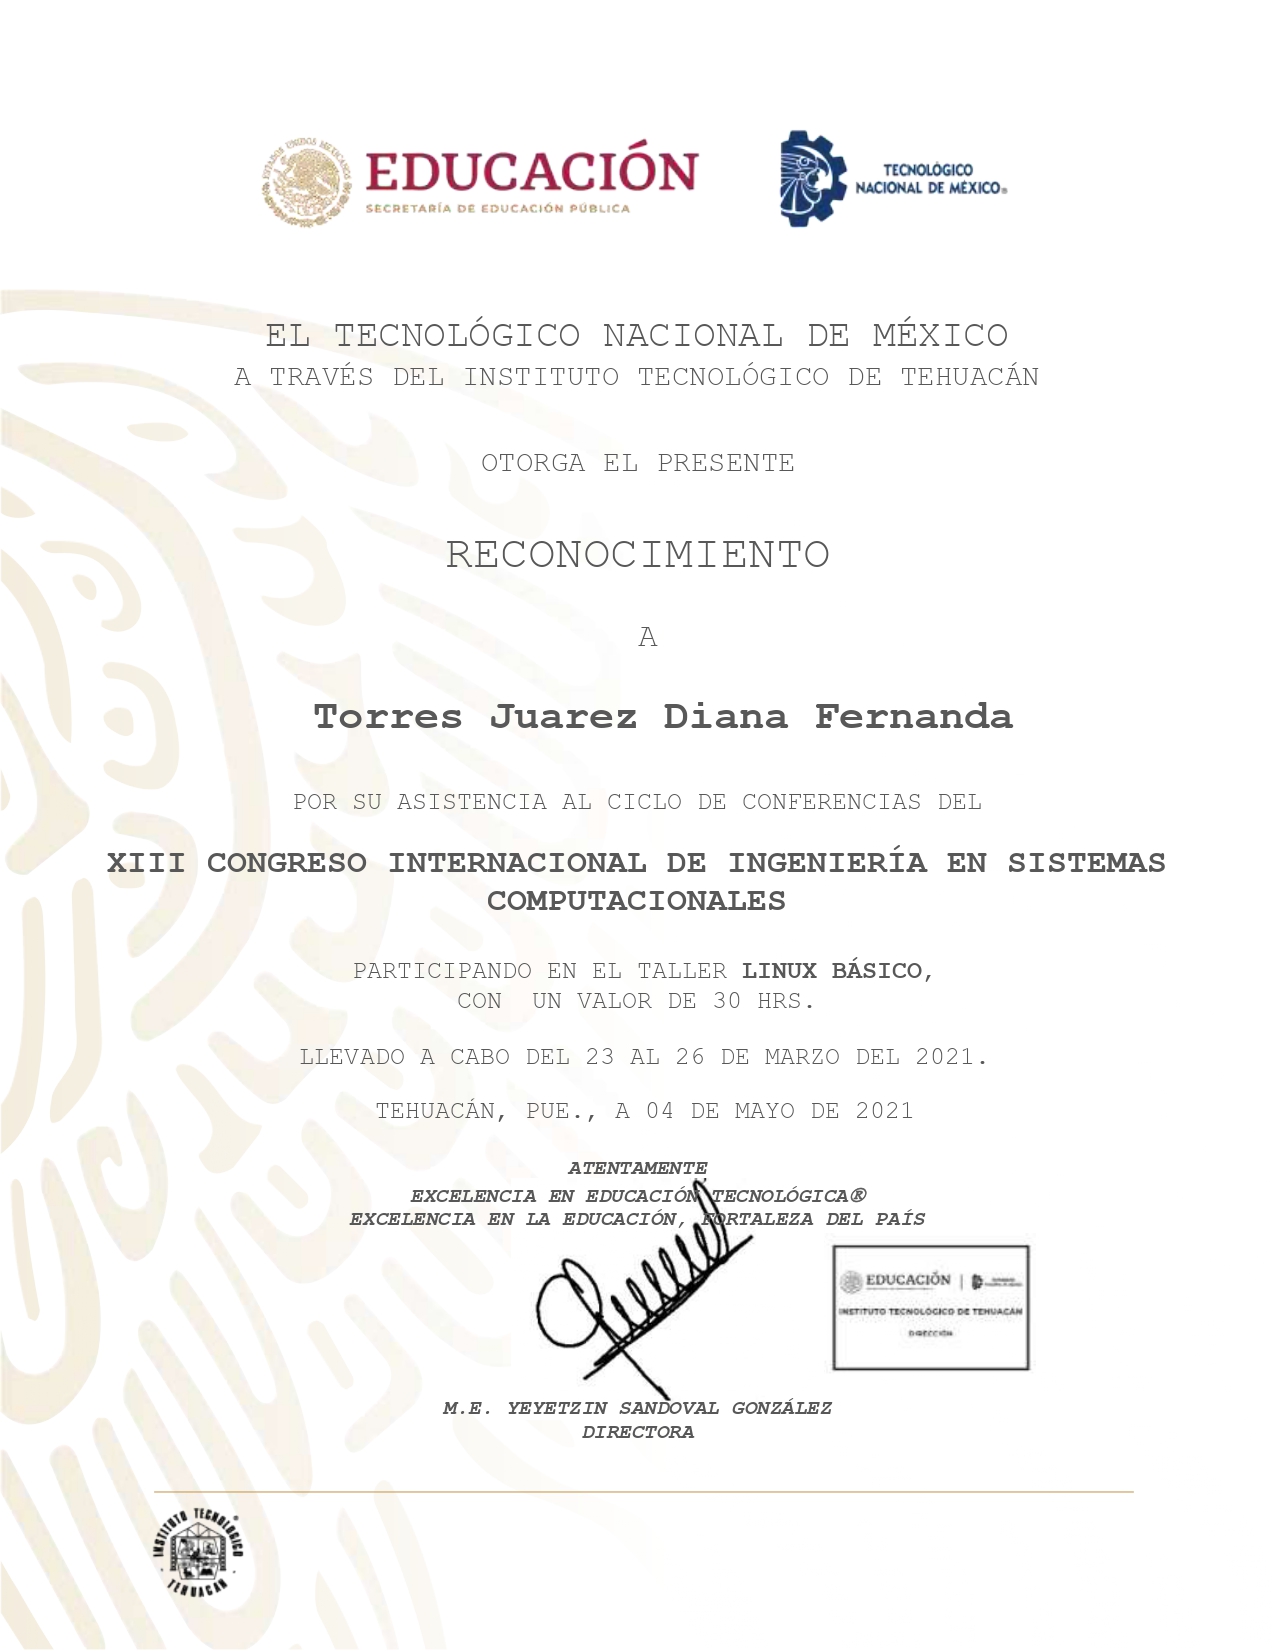 ESTADOS UNIDOS MEXICANOS
EDUCACIÓN
SECRETARÍA DE EDUCACIÓN PÚBLICA
TECNOLÓGICO
NACIONAL DE MÉXICO®
EL TECNOLÓGICO NACIONAL DE MÉXICO
A TRAVÉS DEL INSTITUTO TECNOLÓGICO DE TEHUACÁN
OTORGA EL PRESENTE
RECONOCIMIENTO
A
Torres Juarez Diana Fernanda
POR SU ASISTENCIA AL CICLO DE CONFERENCIAS DEL
XIII CONGRESO INTERNACIONAL DE INGENIERÍA EN SISTEMAS
COMPUTACIONALES
PARTICIPANDO EN EL TALLER LINUX BÁSICO,
CON UN VALOR DE 30 HRS.
LLEVADO A CABO DEL 23 AL 26 DE MARZO DEL 2021.
TEHUACÁN, PUE., A 04 DE MAYO DE 2021
ATENTAMENTE
EXCELENCIA EN EDUCACIÓN TECNOLÓGICA®
EXCELENCIA EN LA EDUCACIÓN, FORTALEZA DEL PAÍS
EDUCACIÓN
INSTITUTO TECNOLÓGICO DE TEHUACÁN
DIRECCIÓN
M.E. YEYETZIN SANDOVAL GONZÁLEZ
DIRECTORA
INSTITUTO TECNOLÓGICO
TEHUACAN